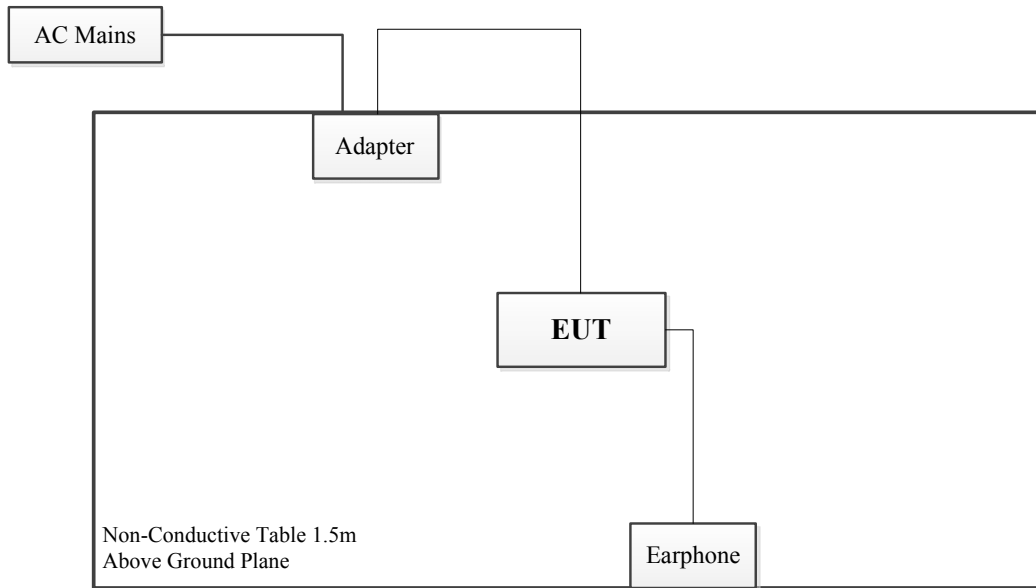 AC Mains
Adapter
EUT
Non-Conductive Table 1.5m
Above Ground Plane
Earphone